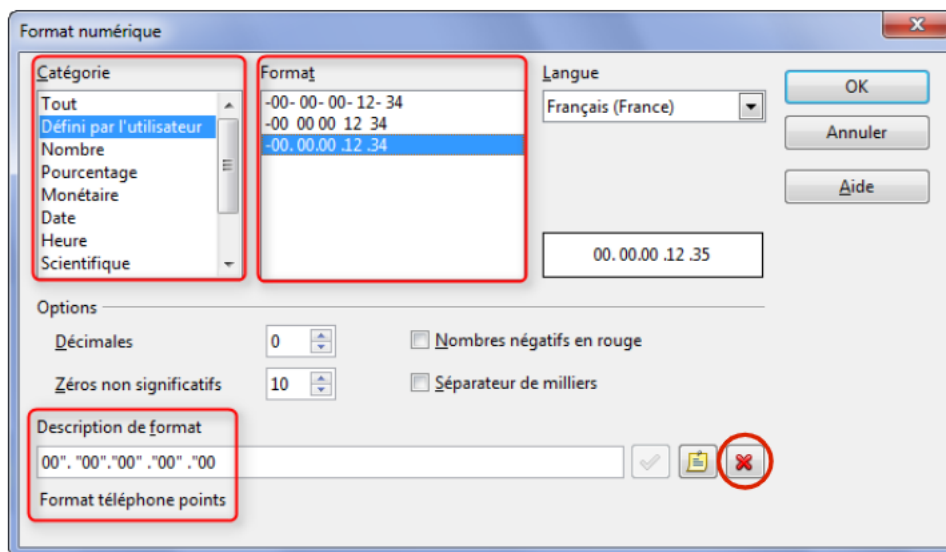 Format numérique
Catégorie
Tout
Défini par l'utilisateur
Nombre
Pourcentage
Monétaire
Date
Heure
Scientifique
Format
-00- 00- 00- 12- 34
-00 00 00 12 34
-00. 00.00 .12 .34
Langue
Français (France)
00. 00.00 .12 .35
OK
Annuler
Aide
Options
Décimales
0
Nombres négatifs en rouge
Zéros non significatifs
10
Séparateur de milliers
Description de format
00". "00"."00" ."00" ."00
Format téléphone points